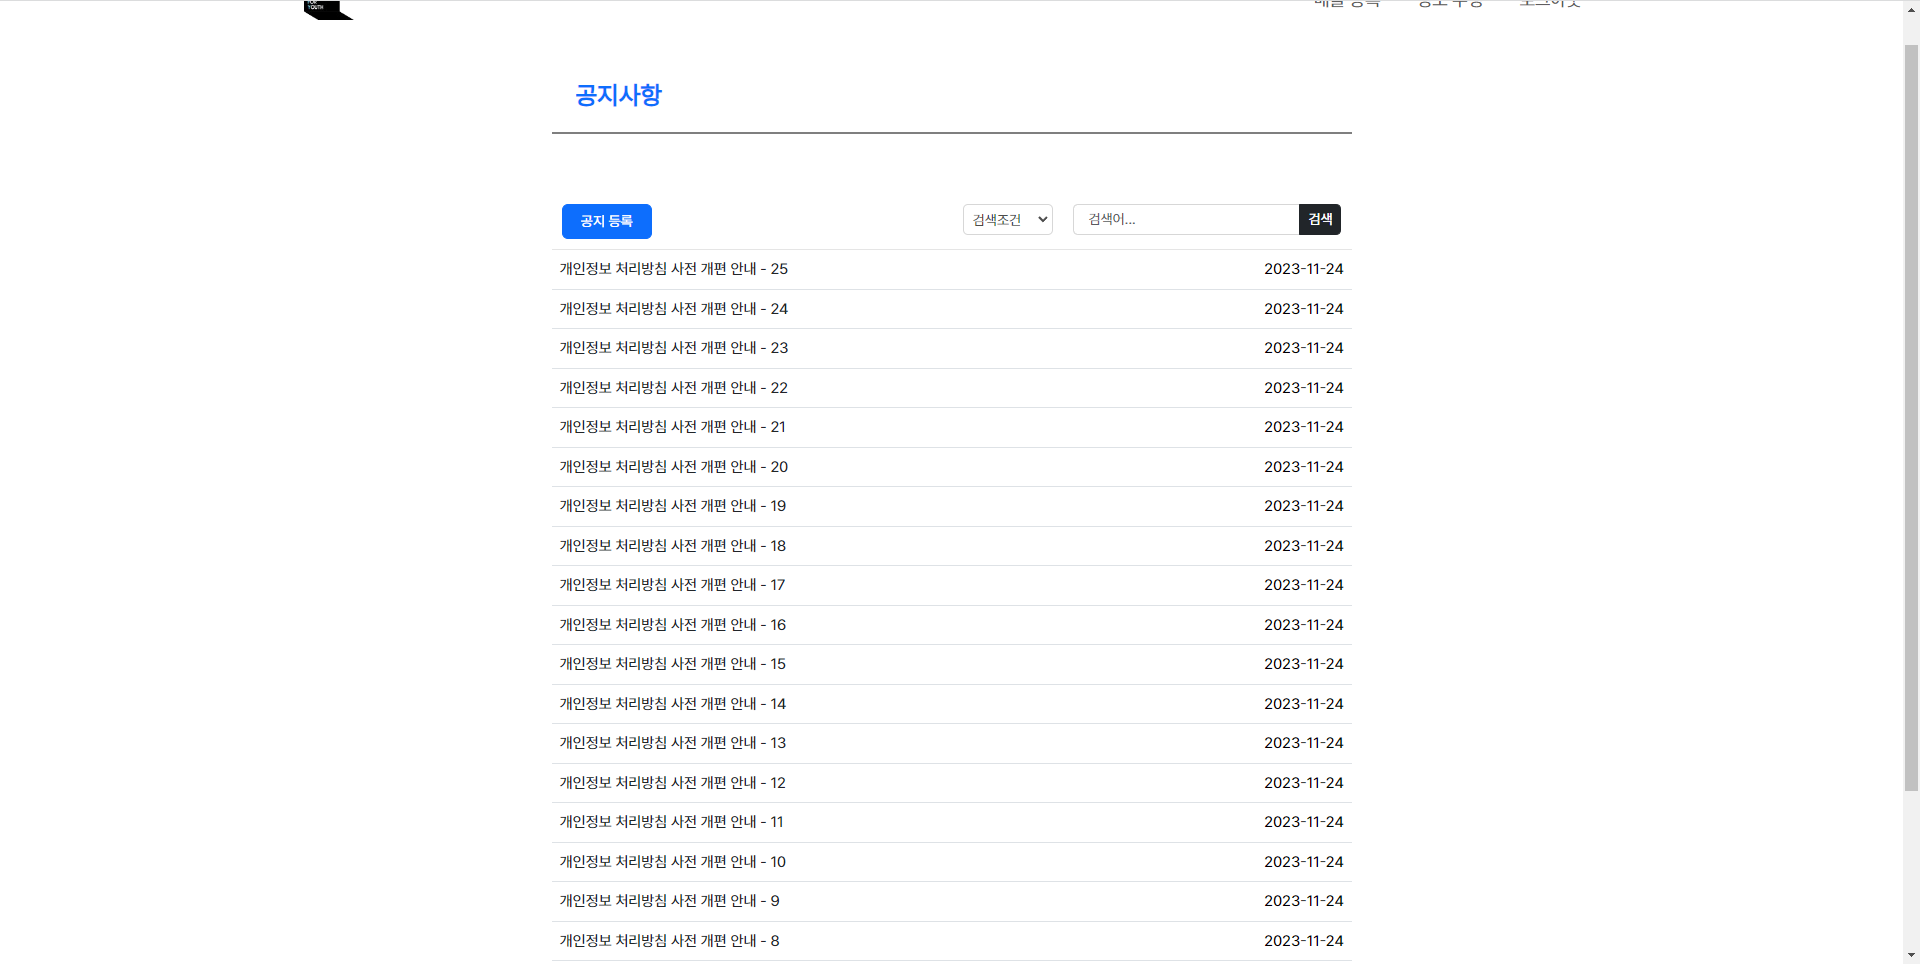 YOUTH
공지사항
공지 등록 검색조건 검색어... 검색
개인정보 처리방침 사전 개편 안내 - 25 2023-11-24
개인정보 처리방침 사전 개편 안내 - 24 2023-11-24
개인정보 처리방침 사전 개편 안내 - 23 2023-11-24
개인정보 처리방침 사전 개편 안내 - 22 2023-11-24
개인정보 처리방침 사전 개편 안내 - 21 2023-11-24
개인정보 처리방침 사전 개편 안내 - 20 2023-11-24
개인정보 처리방침 사전 개편 안내 - 19 2023-11-24
개인정보 처리방침 사전 개편 안내 - 18 2023-11-24
개인정보 처리방침 사전 개편 안내 - 17 2023-11-24
개인정보 처리방침 사전 개편 안내 - 16 2023-11-24
개인정보 처리방침 사전 개편 안내 - 15 2023-11-24
개인정보 처리방침 사전 개편 안내 - 14 2023-11-24
개인정보 처리방침 사전 개편 안내 - 13 2023-11-24
개인정보 처리방침 사전 개편 안내 - 12 2023-11-24
개인정보 처리방침 사전 개편 안내 - 11 2023-11-24
개인정보 처리방침 사전 개편 안내 - 10 2023-11-24
개인정보 처리방침 사전 개편 안내 - 9 2023-11-24
개인정보 처리방침 사전 개편 안내 - 8 2023-11-24